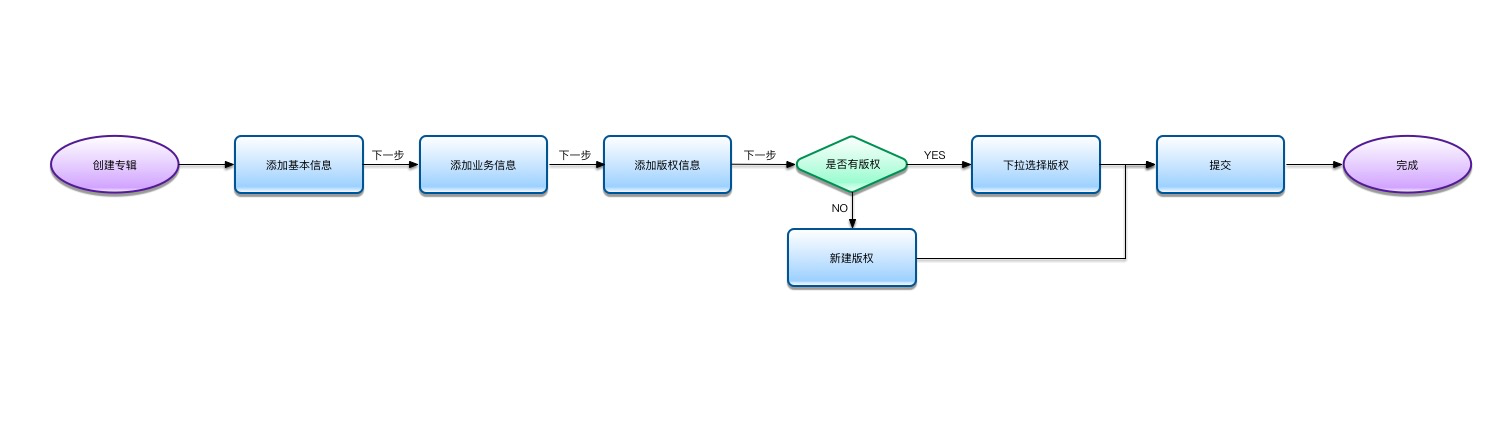 创建专辑
添加基本信息
下一步
添加业务信息
下一步
添加版权信息
下一步
是否有版权
YES
下拉选择版权
提交
完成
NO
新建版权